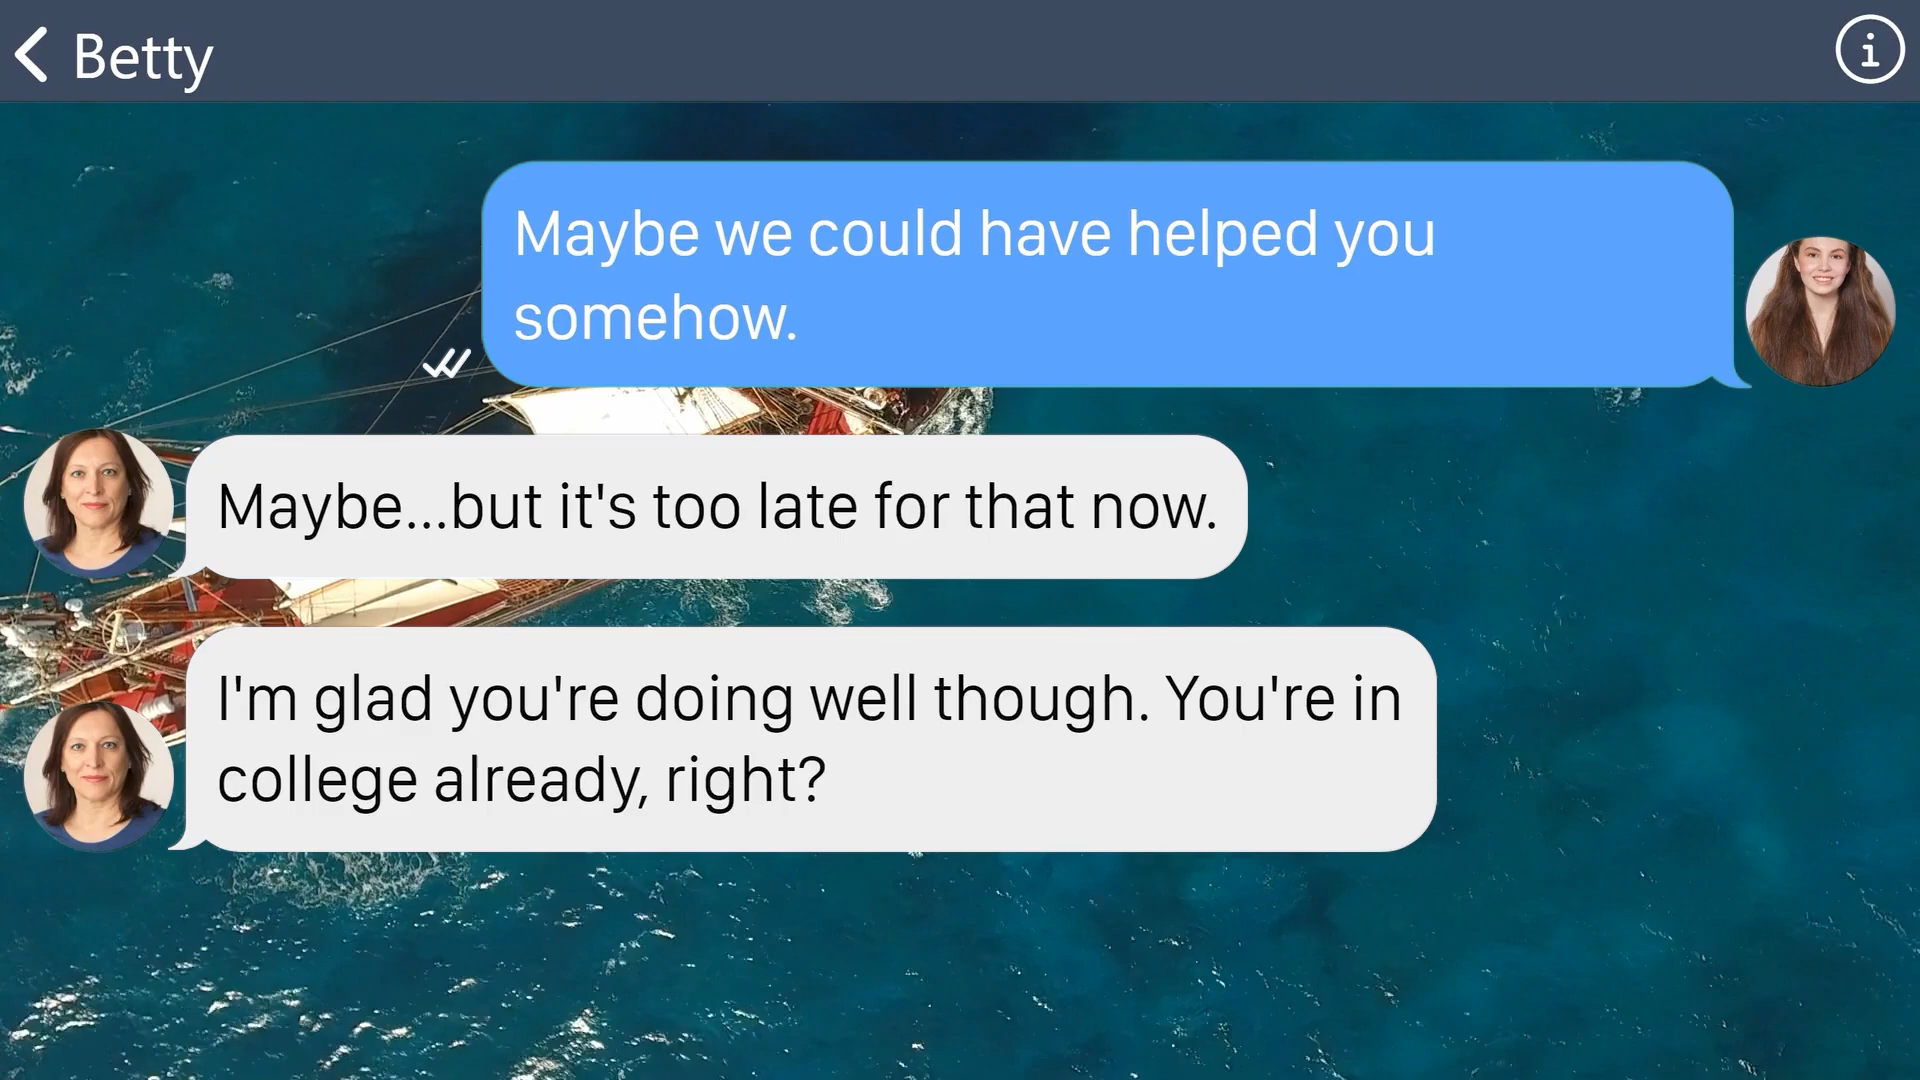 Betty
Maybe we could have helped you
somehow.
Maybe...but it's too late for that now.
I'm glad you're doing well though. You're in
college already, right?